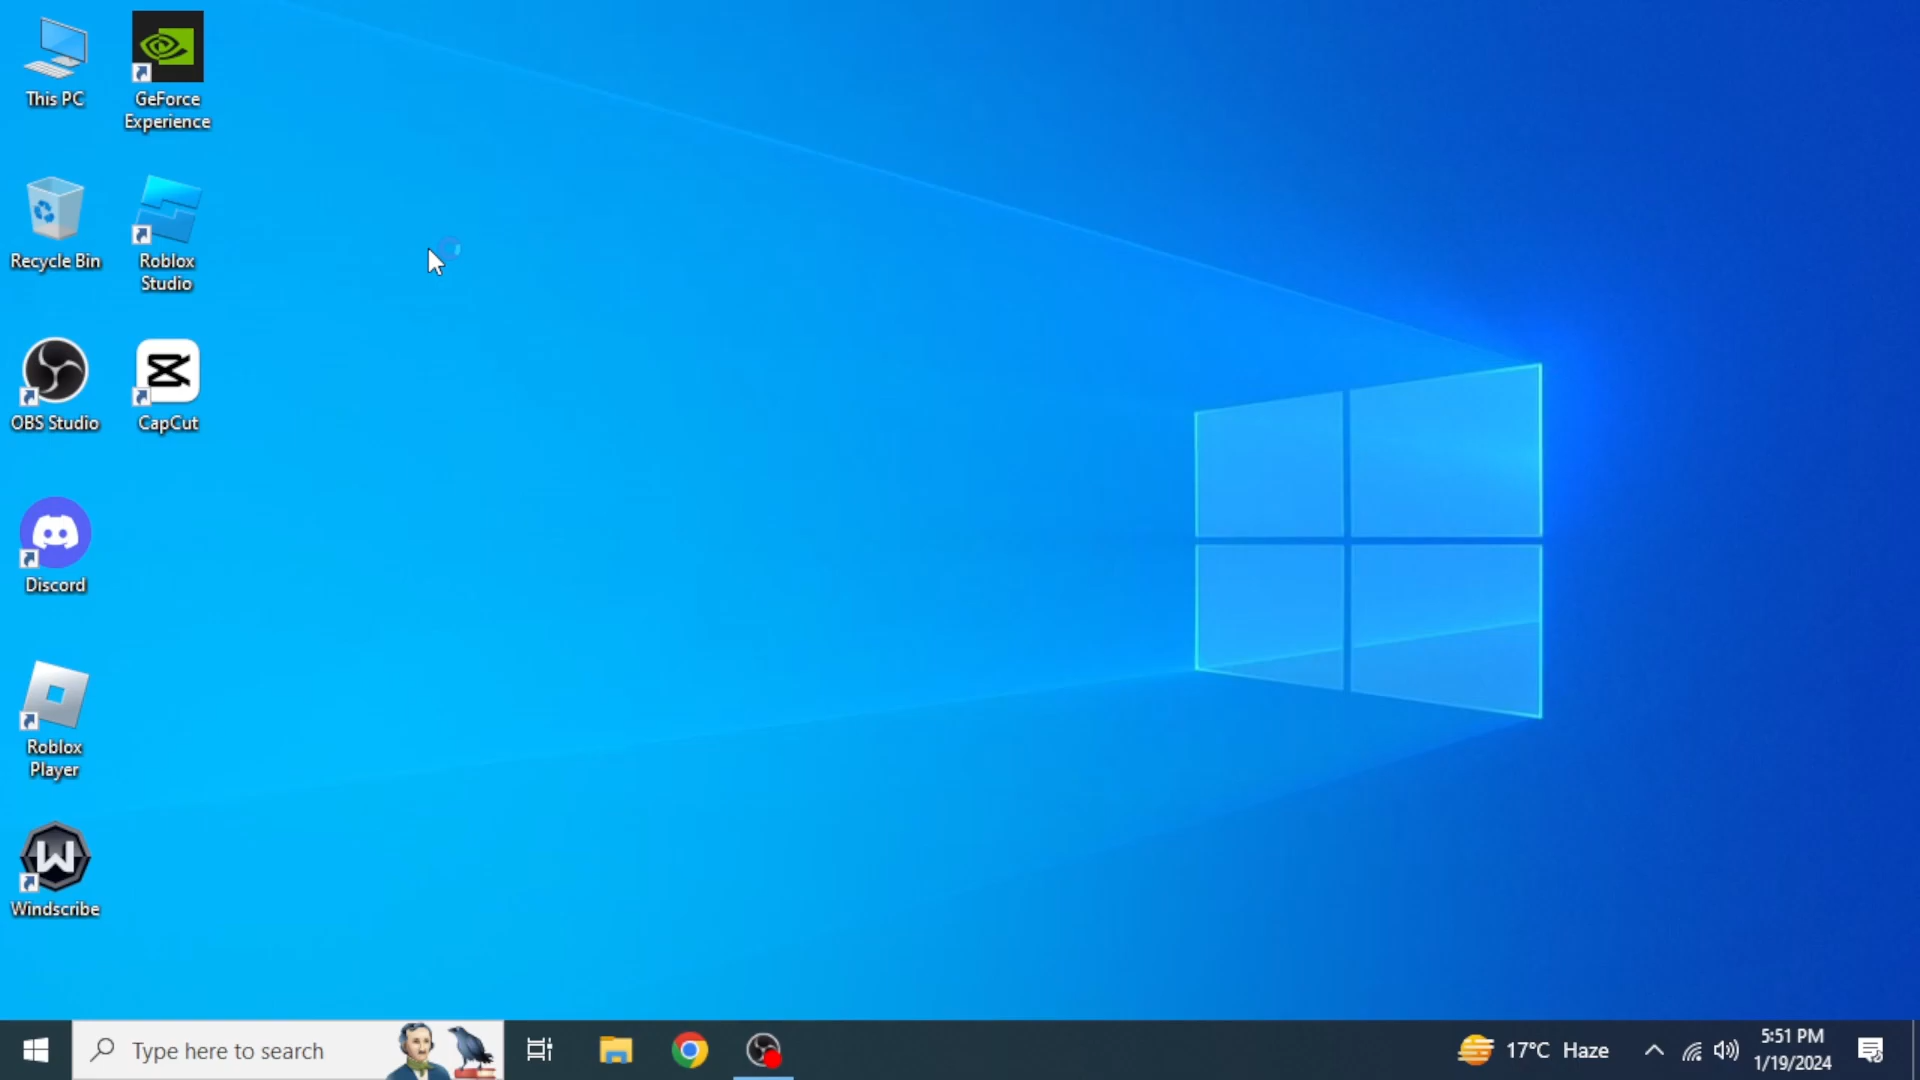 This PC
GeForce
Experience
Recycle Bin
Roblox
Studio
OBS Studio
CapCut
Discord
Roblox
Player
Windscribe
Type here to search
17°C Haze
5:51 PM
1/19/2024